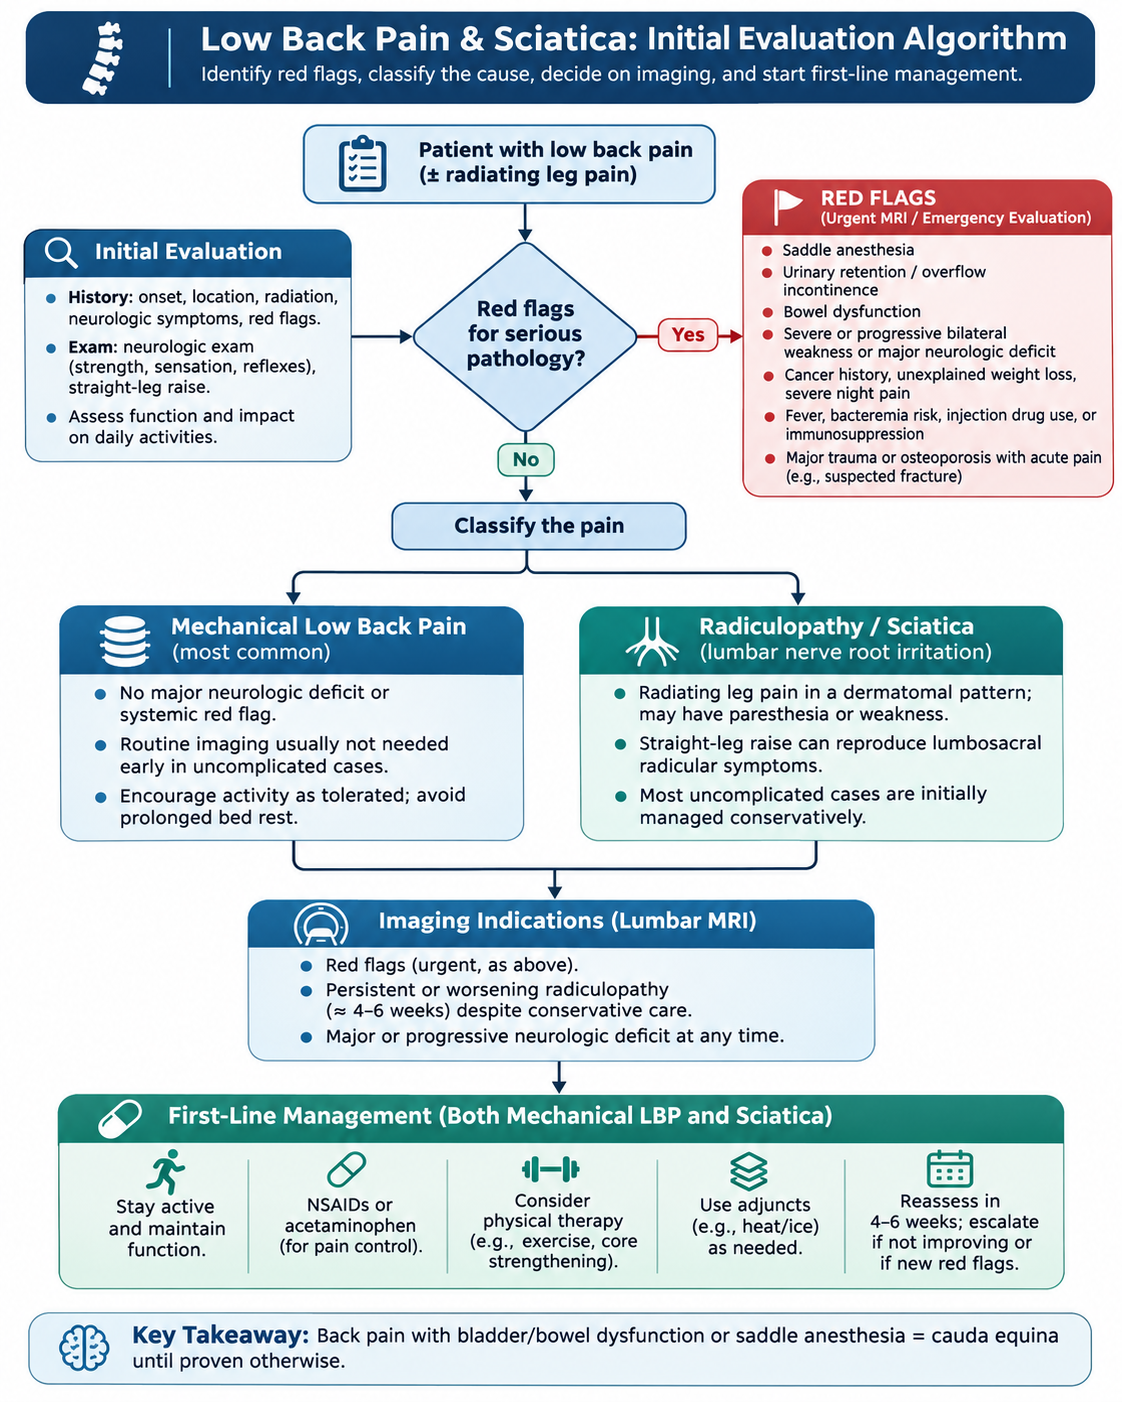 Low Back Pain & Sciatica: Initial Evaluation Algorithm
Identify red flags, classify the cause, decide on imaging, and start first-line management.
Patient with low back pain
(± radiating leg pain)
Initial Evaluation
History: onset, location, radiation,
neurologic symptoms, red flags.
Exam: neurologic exam
(strength, sensation, reflexes),
straight-leg raise.
Assess function and impact
on daily activities.
Red flags
for serious
pathology?
Yes
RED FLAGS
(Urgent MRI / Emergency Evaluation)
Saddle anesthesia
Urinary retention / overflow
incontinence
Bowel dysfunction
Severe or progressive bilateral
weakness or major neurologic deficit
Cancer history, unexplained weight loss,
severe night pain
Fever, bacteremia risk, injection drug use, or
immunosuppression
Major trauma or osteoporosis with acute pain
(e.g., suspected fracture)
No
Classify the pain
Mechanical Low Back Pain
(most common)
No major neurologic deficit or
systemic red flag.
Routine imaging usually not needed
early in uncomplicated cases.
Encourage activity as tolerated; avoid
prolonged bed rest.
Radiculopathy / Sciatica
(lumbar nerve root irritation)
Radiating leg pain in a dermatomal pattern;
may have paresthesia or weakness.
Straight-leg raise can reproduce lumbosacral
radicular symptoms.
Most uncomplicated cases are initially
managed conservatively.
Imaging Indications (Lumbar MRI)
Red flags (urgent, as above).
Persistent or worsening radiculopathy
(≈ 4–6 weeks) despite conservative care.
Major or progressive neurologic deficit at any time.
First-Line Management (Both Mechanical LBP and Sciatica)
Stay active
and maintain
function.
NSAIDs or
acetaminophen
(for pain control).
Consider
physical therapy
(e.g., exercise, core
strengthening).
Use adjuncts
(e.g., heat/ice)
as needed.
Reassess in
4–6 weeks; escalate
if not improving or
if new red flags.
Key Takeaway: Back pain with bladder/bowel dysfunction or saddle anesthesia = cauda equina
until proven otherwise.